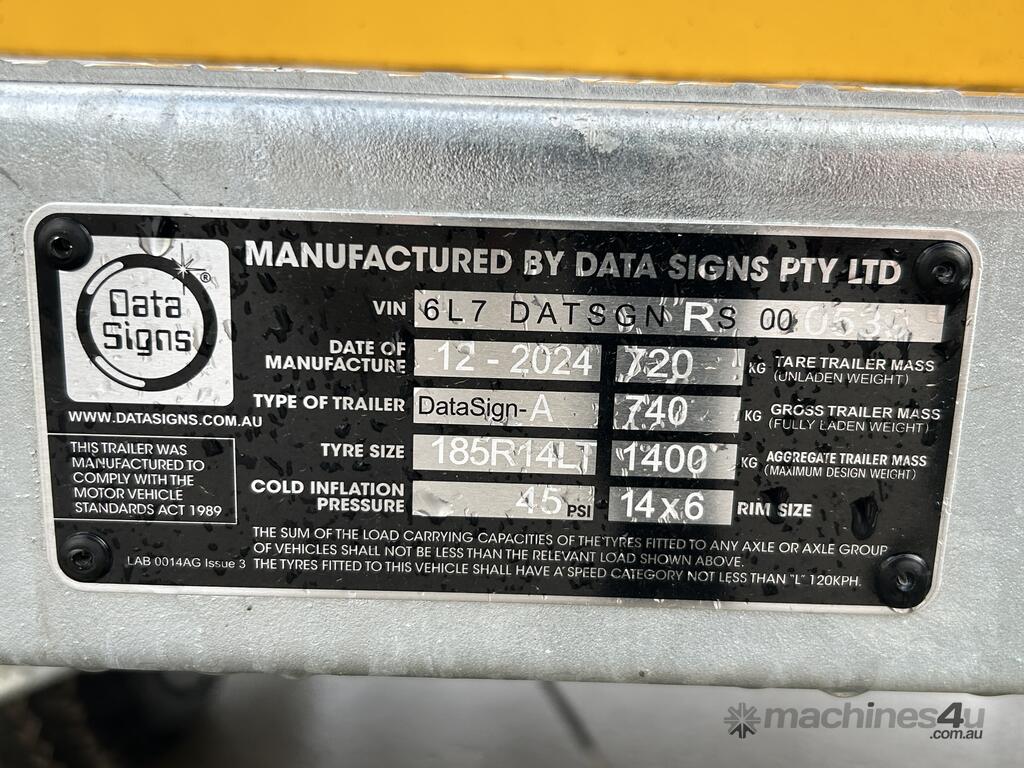 Data Signs ®
MANUFACTURED BY DATA SIGNS PTY LTD
VIN 6L7 DATSGN RS 00
DATE OF MANUFACTURE 12 - 2024 720 KG TARE TRAILER MASS (UNLADEN WEIGHT)
WWW.DATASIGNS.COM.AU
TYPE OF TRAILER DataSign-A 740 KG GROSS TRAILER MASS (FULLY LADEN WEIGHT)
TYRE SIZE 185R14LT 1400 KG AGGREGATE TRAILER MASS (MAXIMUM DESIGN WEIGHT)
COLD INFLATION PRESSURE 45 PSI 14x6 RIM SIZE
THIS TRAILER WAS
MANUFACTURED TO
COMPLY WITH THE
MOTOR VEHICLE
STANDARDS ACT 1989
THE SUM OF THE LOAD CARRYING CAPACITIES OF THE TYRES FITTED TO ANY AXLE OR AXLE GROUP
OF VEHICLES SHALL NOT BE LESS THAN THE RELEVANT LOAD SHOWN ABOVE.
LAB 0014AG Issue 3 THE TYRES FITTED TO THIS VEHICLE SHALL HAVE A SPEED CATEGORY NOT LESS THAN "L" 120KPH.
machines4u
.com.au